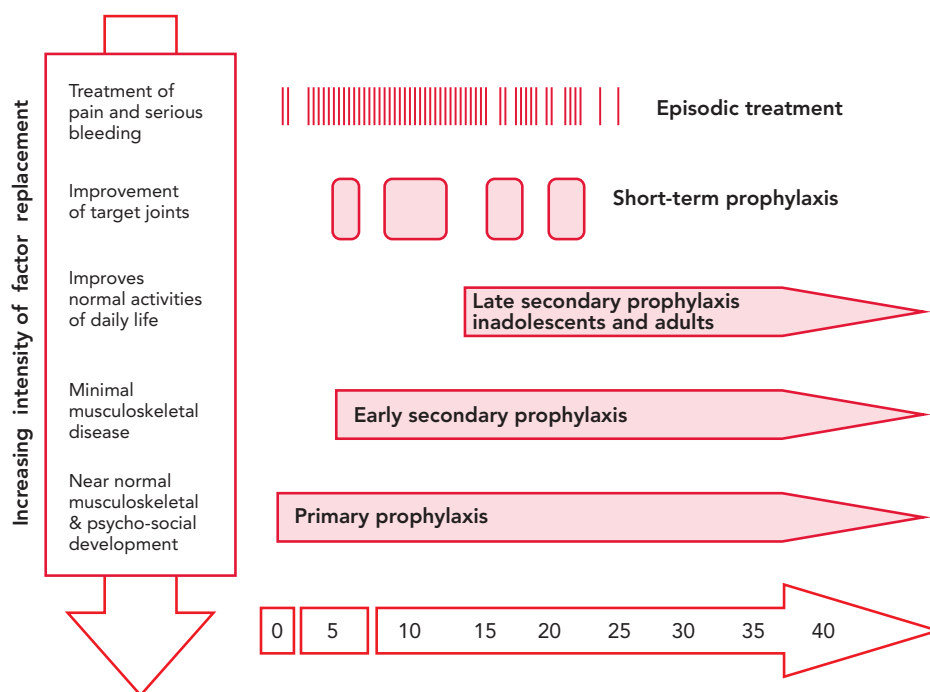 Increasing intensity of factor replacement
Treatment of
pain and serious
bleeding
Episodic treatment
Improvement
of target joints
Short-term prophylaxis
Improves
normal activities
of daily life
Late secondary prophylaxis
inadolescents and adults
Minimal
musculoskeletal
disease
Early secondary prophylaxis
Near normal
musculoskeletal
& psycho-social
development
Primary prophylaxis
0 5 10 15 20 25 30 35 40